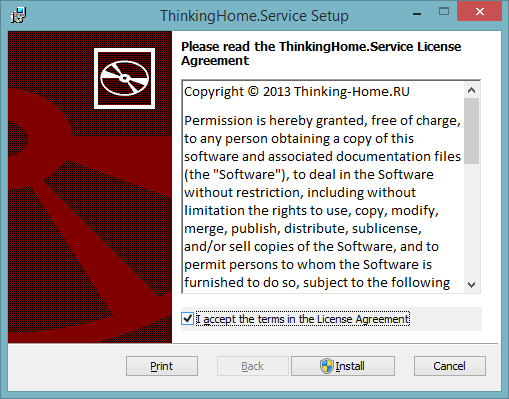 ThinkingHome.Service Setup
Please read the ThinkingHome.Service License
Agreement
Copyright © 2013 Thinking-Home.RU
Permission is hereby granted, free of charge,
to any person obtaining a copy of this
software and associated documentation files
(the "Software"), to deal in the Software
without restriction, including without
limitation the rights to use, copy, modify,
merge, publish, distribute, sublicense,
and/or sell copies of the Software, and to
permit persons to whom the Software is
furnished to do so, subject to the following
I accept the terms in the License Agreement
Print
Back
Install
Cancel